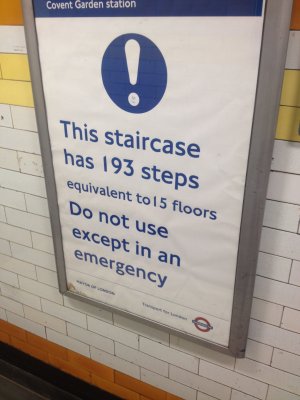 Covent Garden station
This staircase
has 193 steps
equivalent to 15 floors
Do not use
except in an
emergency
MAYOR OF LONDON
Transport for London